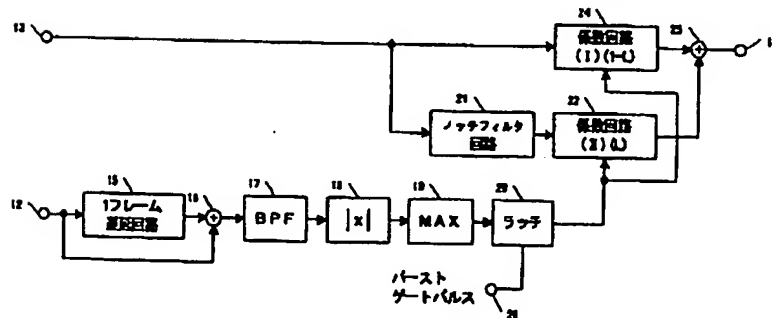 24
25
13
係数回路
(I)(1-L)
21
22
ノッチフィルタ
回路
係数回路
(II)(L)
15
16
17
18
19
20
12
1フレーム
遅延回路
BPF
|x|
MAX
ラッチ
バースト
ゲートパルス